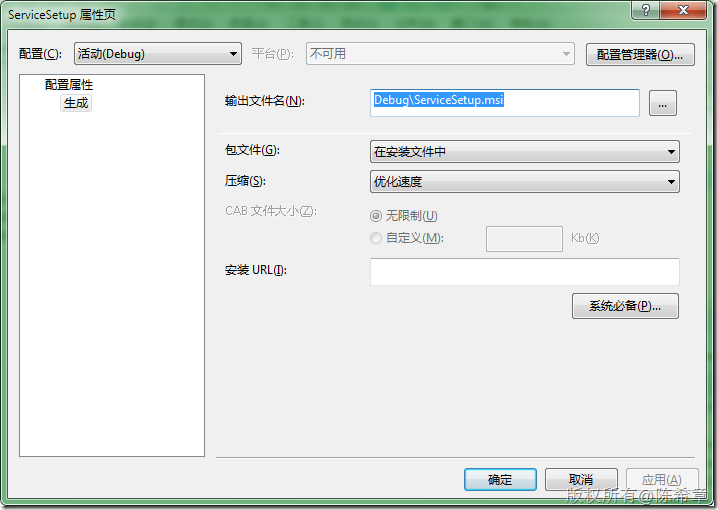 ServiceSetup 属性页
配置(C): 活动(Debug) 平台(P): 不可用 配置管理器(O)...
配置属性
生成
输出文件名(N): Debug\ServiceSetup.msi ...
包文件(G): 在安装文件中
压缩(S): 优化速度
CAB 文件大小(Z): 无限制(U)
自定义(M): Kb(K)
安装 URL(I):
系统必备(P)...
确定 取消 应用(A)
版权所有@陈希章